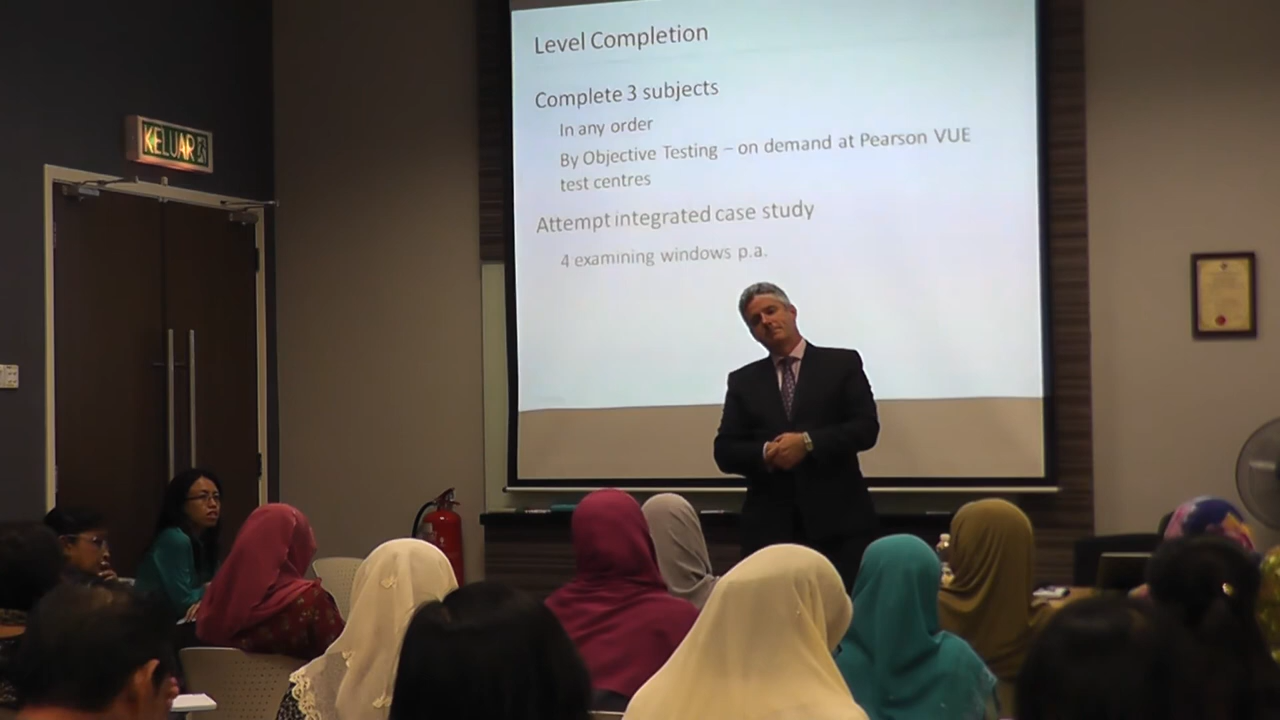 Level Completion
Complete 3 subjects
In any order
By Objective Testing – on demand at Pearson VUE
test centres
Attempt integrated case study
4 examining windows p.a.
KELUAR